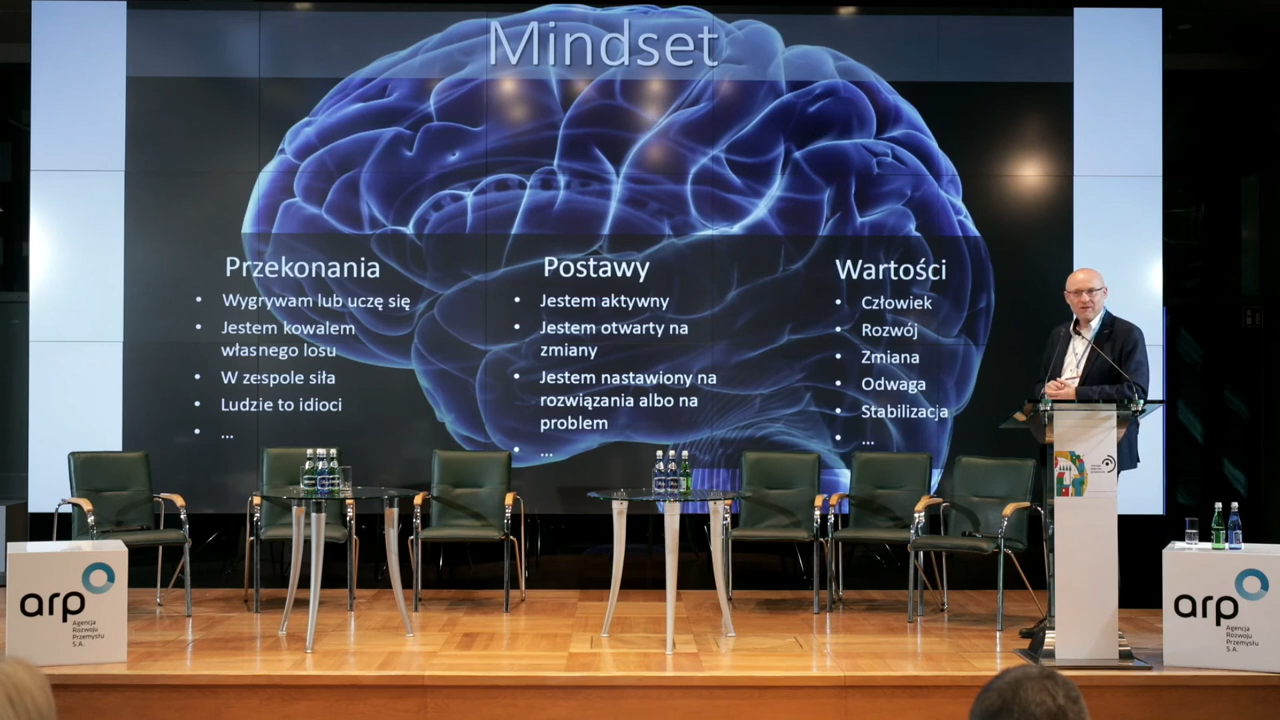 Mindset
Przekonania
• Wygrywam lub uczę się
• Jestem kowalem
własnego losu
• W zespole siła
• Ludzie to idioci
• ...
Postawy
• Jestem aktywny
• Jestem otwarty na
zmiany
• Jestem nastawiony na
rozwiązania albo na
problem
• ...
Wartości
• Człowiek
• Rozwój
• Zmiana
• Odwaga
• Stabilizacja
• ...
arp
Agencja
Rozwoju
Przemysłu
S.A.
arp
Agencja
Rozwoju
Przemysłu
S.A.